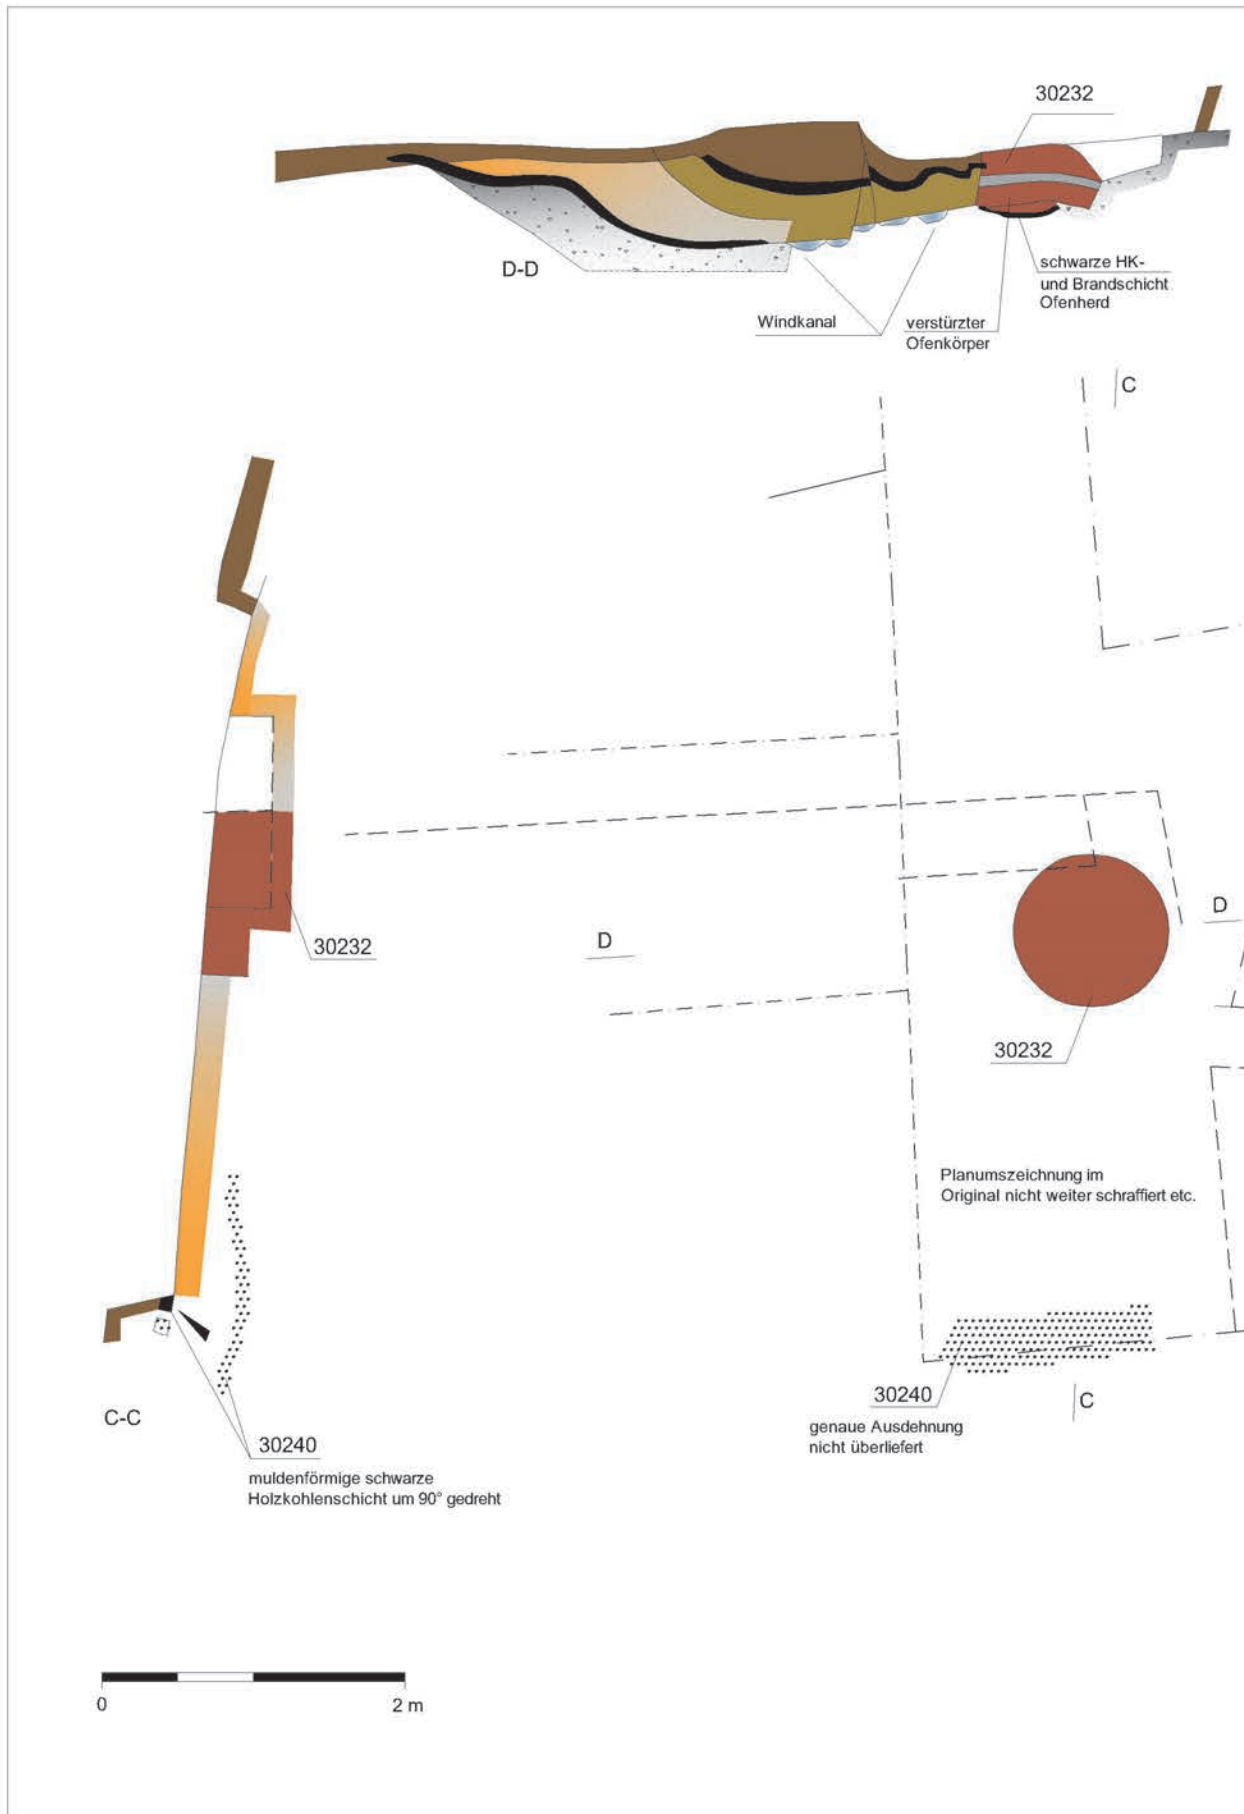 30232
D-D
schwarze HK-
und Brandschicht
Ofenherd
Windkanal
verstürzter
Ofenkörper
C
30232
D
D
30232
Planumszeichnung im
Original nicht weiter schraffiert etc.
30240
genaue Ausdehnung
nicht überliefert
C
C-C
30240
muldenförmige schwarze
Holzkohlenschicht um 90° gedreht
0
2 m